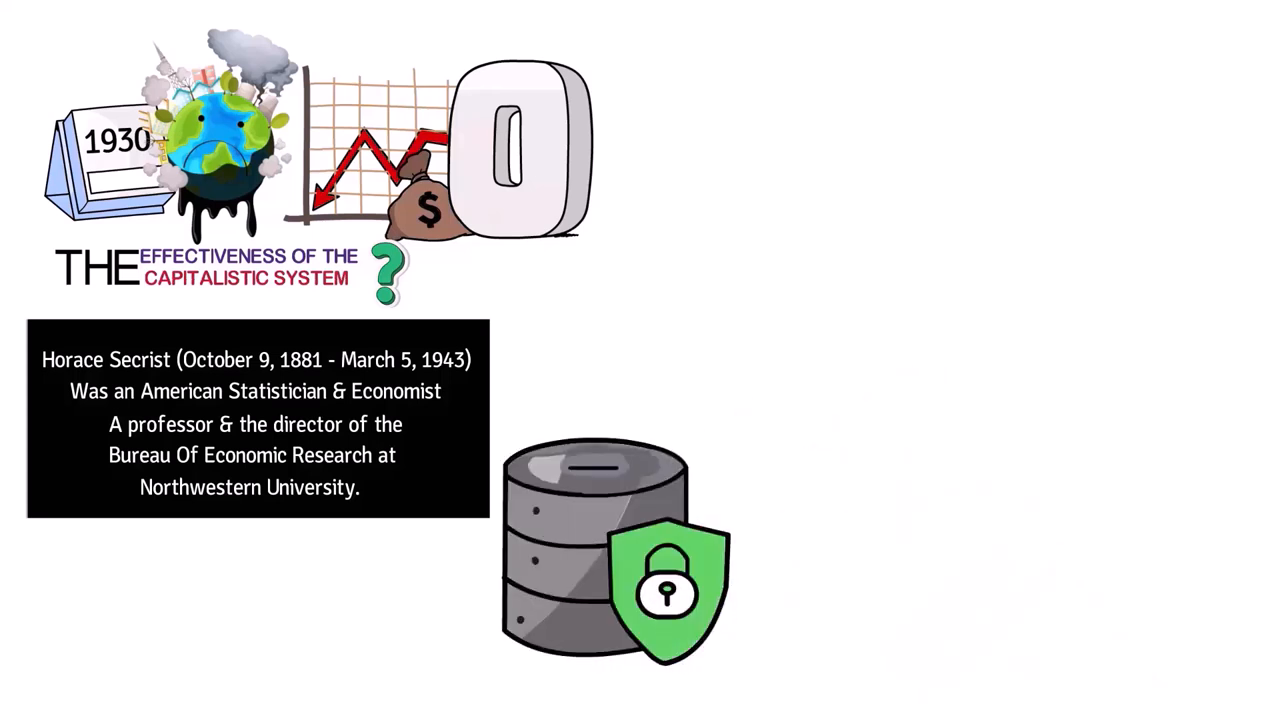 1930
0
$
THE EFFECTIVENESS OF THE
CAPITALISTIC SYSTEM ?
Horace Secrist (October 9, 1881 - March 5, 1943)
Was an American Statistician & Economist
A professor & the director of the
Bureau Of Economic Research at
Northwestern University.